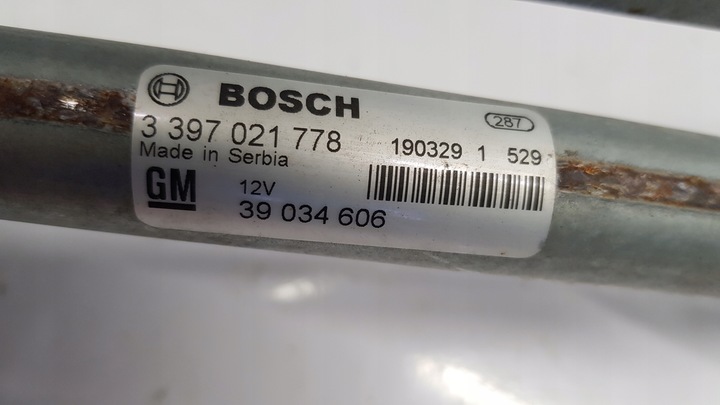 BOSCH
287
3 397 021 778
190329 1 529
Made in Serbia
GM
12V
39 034 606